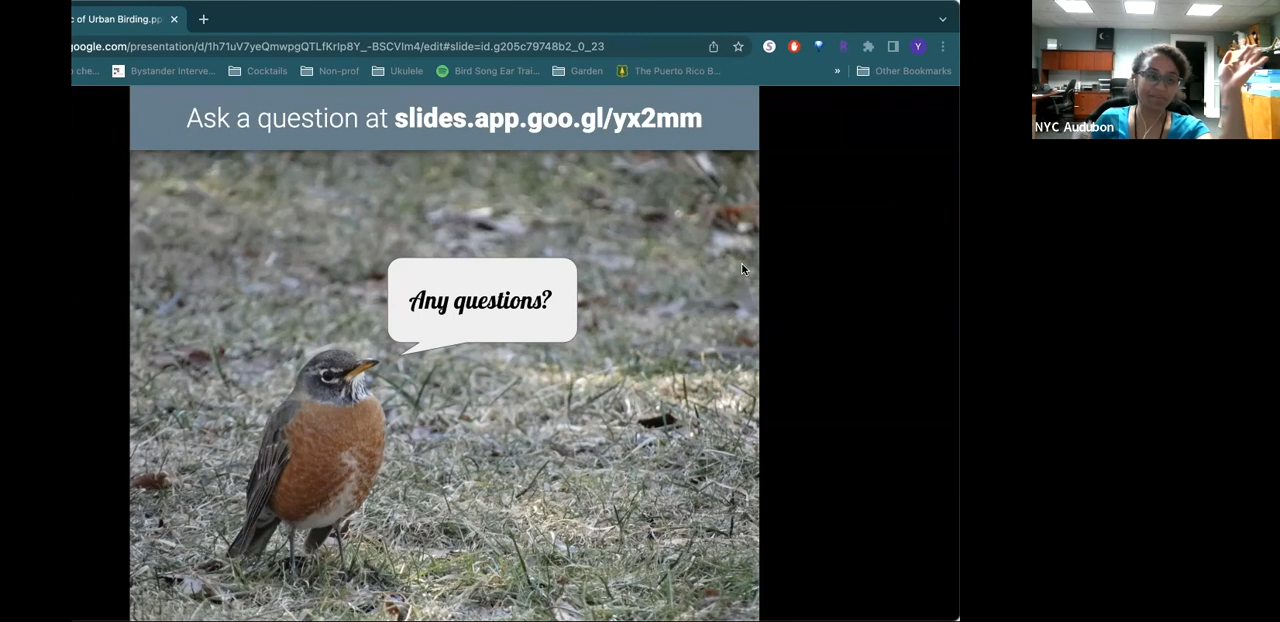 c of Urban Birding.pp
google.com/presentation/d/1h71uV7yeQmwpgQTLfKrIp8Y_-BSCVIm4/edit#slide=id.g205c79748b2_0_23
Y
che...
Bystander Interve...
Cocktails
Non-prof
Ukulele
Bird Song Ear Trai...
Garden
The Puerto Rico B...
»
Other Bookmarks
Ask a question at slides.app.goo.gl/yx2mm
Any questions?
NYC Audubon